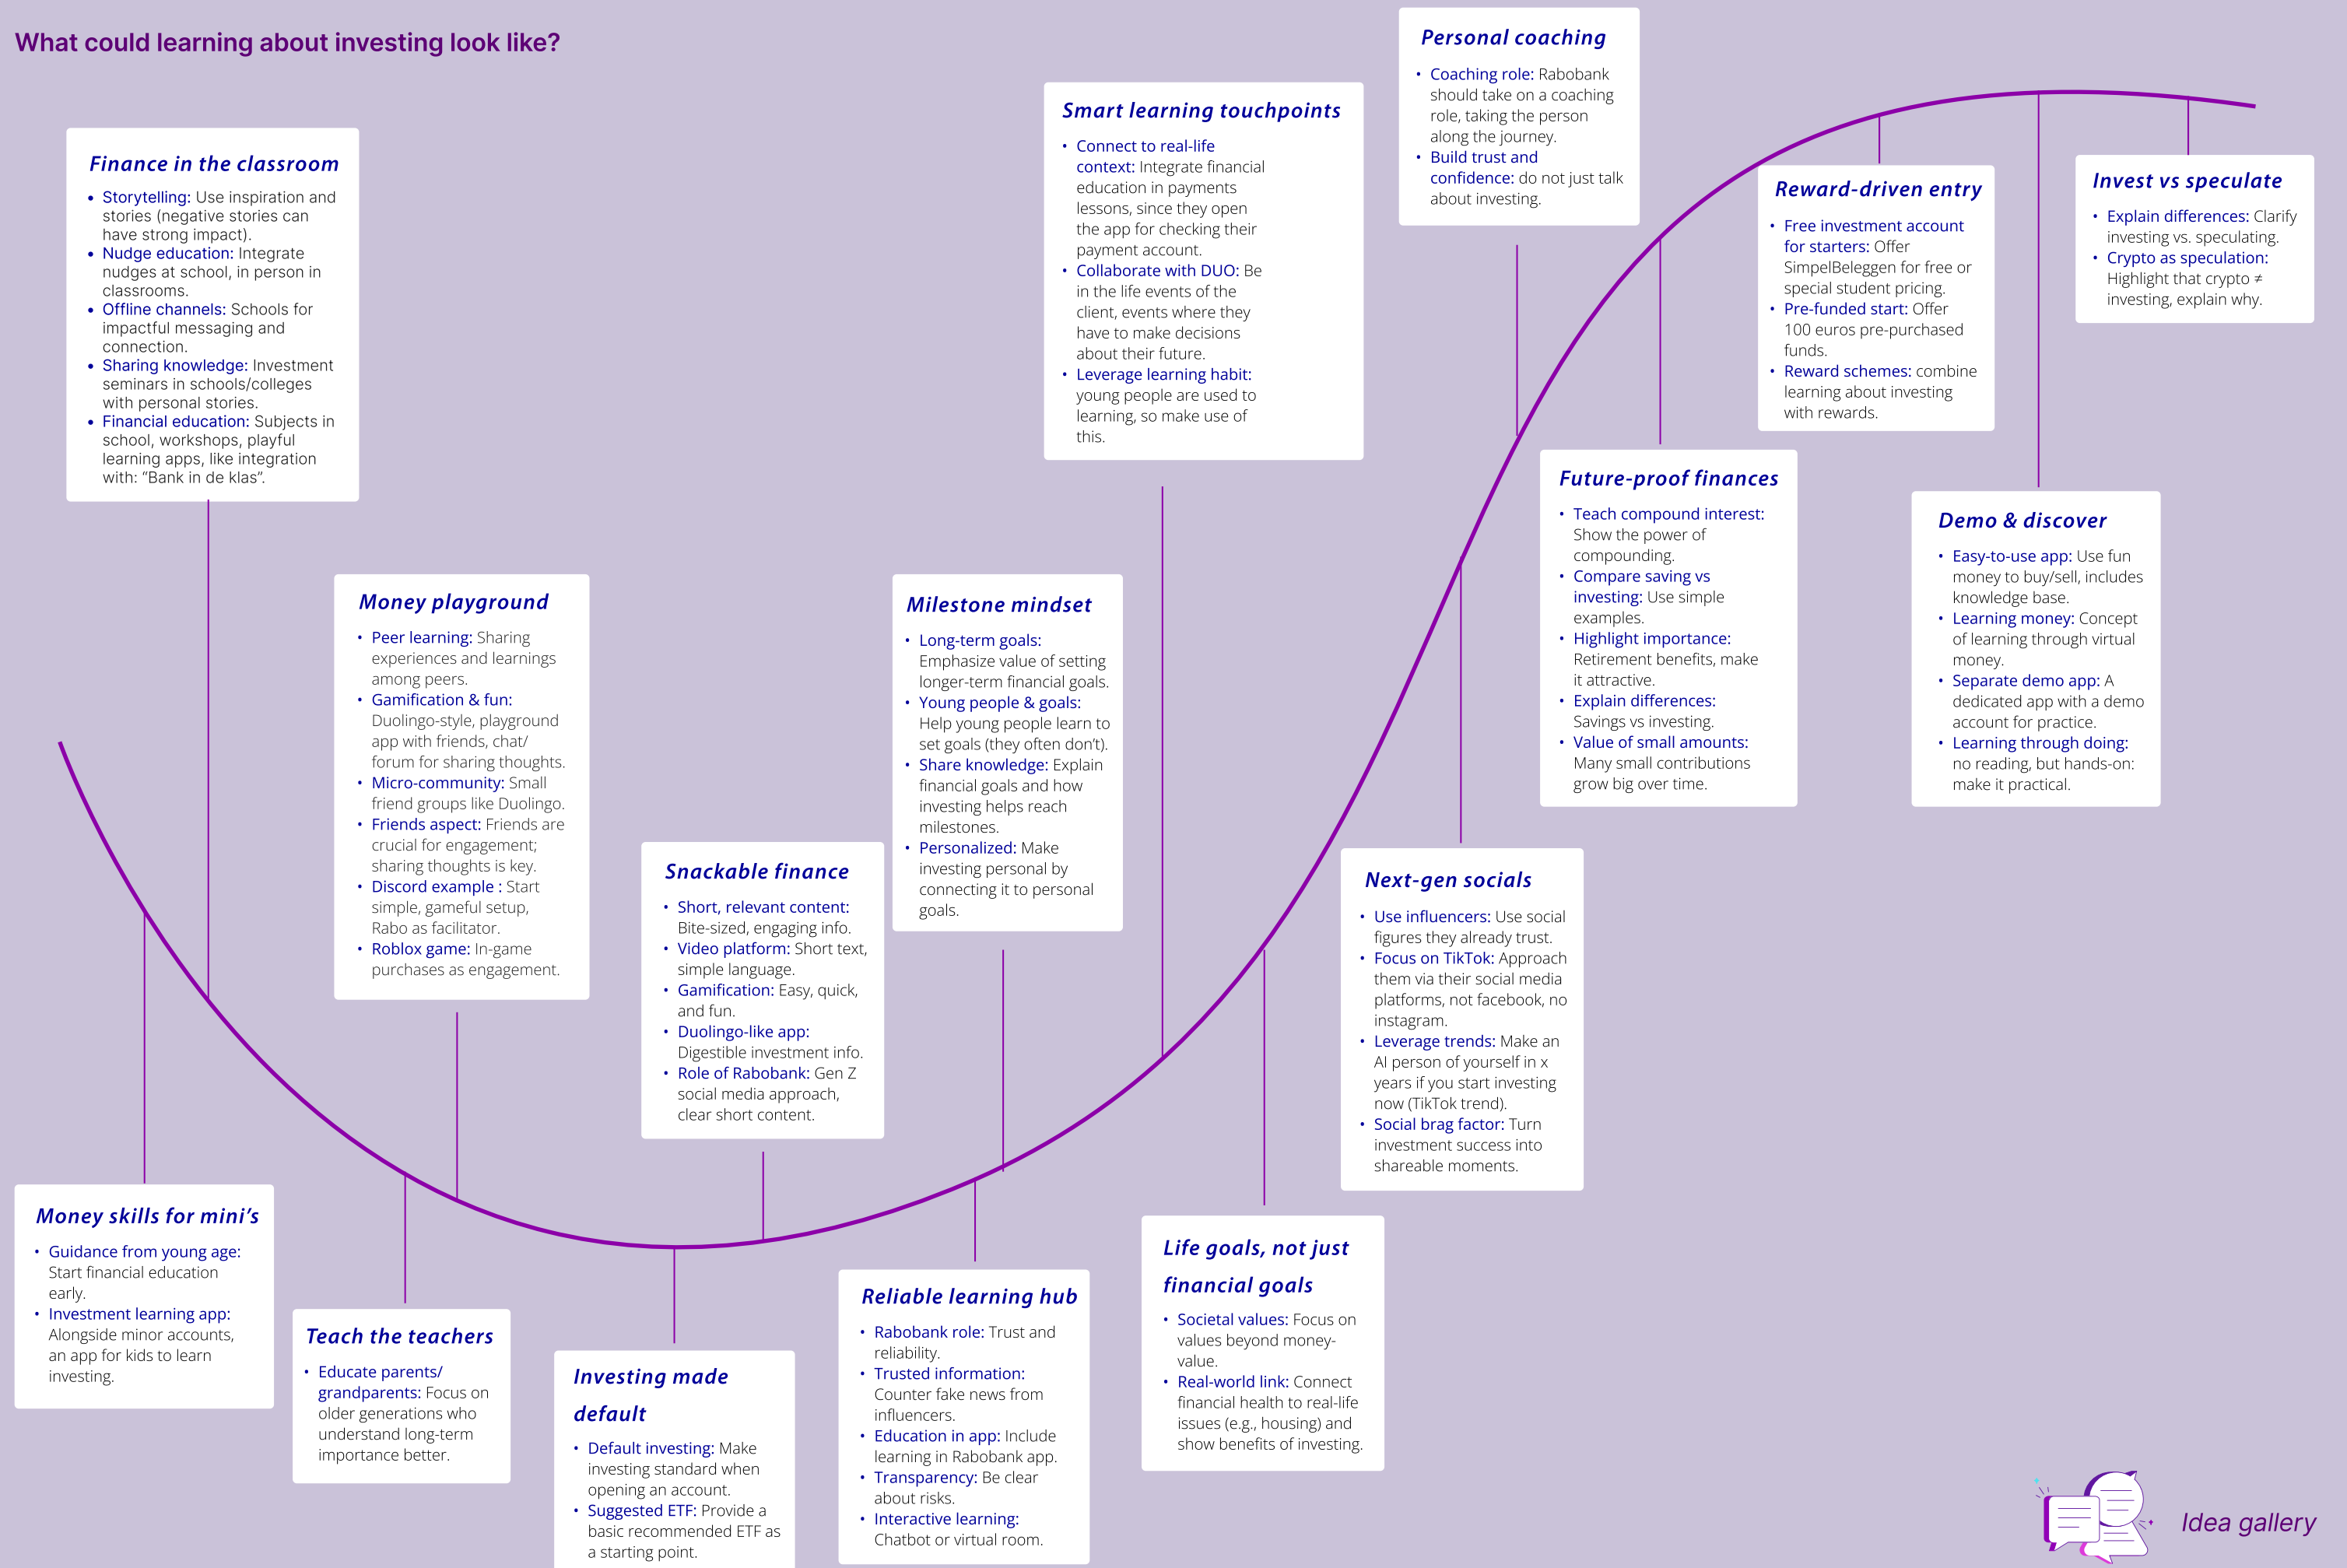 What could learning about investing look like?
Finance in the classroom
• Storytelling: Use inspiration and
stories (negative stories can
have strong impact).
• Nudge education: Integrate
nudges at school, in person in
classrooms.
• Offline channels: Schools for
impactful messaging and
connection.
• Sharing knowledge: Investment
seminars in schools/colleges
with personal stories.
• Financial education: Subjects in
school, workshops, playful
learning apps, like integration
with: “Bank in de klas”.
Money skills for mini’s
• Guidance from young age:
Start financial education
early.
• Investment learning app:
Alongside minor accounts,
an app for kids to learn
investing.
Money playground
• Peer learning: Sharing
experiences and learnings
among peers.
• Gamification & fun:
Duolingo-style, playground
app with friends, chat/
forum for sharing thoughts.
• Micro-community: Small
friend groups like Duolingo.
• Friends aspect: Friends are
crucial for engagement;
sharing thoughts is key.
• Discord example : Start
simple, gameful setup,
Rabo as facilitator.
• Roblox game: In-game
purchases as engagement.
Teach the teachers
• Educate parents/
grandparents: Focus on
older generations who
understand long-term
importance better.
Snackable finance
• Short, relevant content:
Bite-sized, engaging info.
• Video platform: Short text,
simple language.
• Gamification: Easy, quick,
and fun.
• Duolingo-like app:
Digestible investment info.
• Role of Rabobank: Gen Z
social media approach,
clear short content.
Investing made
default
• Default investing: Make
investing standard when
opening an account.
• Suggested ETF: Provide a
basic recommended ETF as
a starting point.
Milestone mindset
• Long-term goals:
Emphasize value of setting
longer-term financial goals.
• Young people & goals:
Help young people learn to
set goals (they often don’t).
• Share knowledge: Explain
financial goals and how
investing helps reach
milestones.
• Personalized: Make
investing personal by
connecting it to personal
goals.
Reliable learning hub
• Rabobank role: Trust and
reliability.
• Trusted information:
Counter fake news from
influencers.
• Education in app: Include
learning in Rabobank app.
• Transparency: Be clear
about risks.
• Interactive learning:
Chatbot or virtual room.
Smart learning touchpoints
• Connect to real-life
context: Integrate financial
education in payments
lessons, since they open
the app for checking their
payment account.
• Collaborate with DUO: Be
in the life events of the
client, events where they
have to make decisions
about their future.
• Leverage learning habit:
young people are used to
learning, so make use of
this.
Life goals, not just
financial goals
• Societal values: Focus on
values beyond money-
value.
• Real-world link: Connect
financial health to real-life
issues (e.g., housing) and
show benefits of investing.
Personal coaching
• Coaching role: Rabobank
should take on a coaching
role, taking the person
along the journey.
• Build trust and
confidence: do not just talk
about investing.
Next-gen socials
• Use influencers: Use social
figures they already trust.
• Focus on TikTok: Approach
them via their social media
platforms, not facebook, no
instagram.
• Leverage trends: Make an
AI person of yourself in x
years if you start investing
now (TikTok trend).
• Social brag factor: Turn
investment success into
shareable moments.
Future-proof finances
• Teach compound interest:
Show the power of
compounding.
• Compare saving vs
investing: Use simple
examples.
• Highlight importance:
Retirement benefits, make
it attractive.
• Explain differences:
Savings vs investing.
• Value of small amounts:
Many small contributions
grow big over time.
Reward-driven entry
• Free investment account
for starters: Offer
SimpelBeleggen for free or
special student pricing.
• Pre-funded start: Offer
100 euros pre-purchased
funds.
• Reward schemes: combine
learning about investing
with rewards.
Demo & discover
• Easy-to-use app: Use fun
money to buy/sell, includes
knowledge base.
• Learning money: Concept
of learning through virtual
money.
• Separate demo app: A
dedicated app with a demo
account for practice.
• Learning through doing:
no reading, but hands-on:
make it practical.
Invest vs speculate
• Explain differences: Clarify
investing vs. speculating.
• Crypto as speculation:
Highlight that crypto ≠
investing, explain why.
Idea gallery